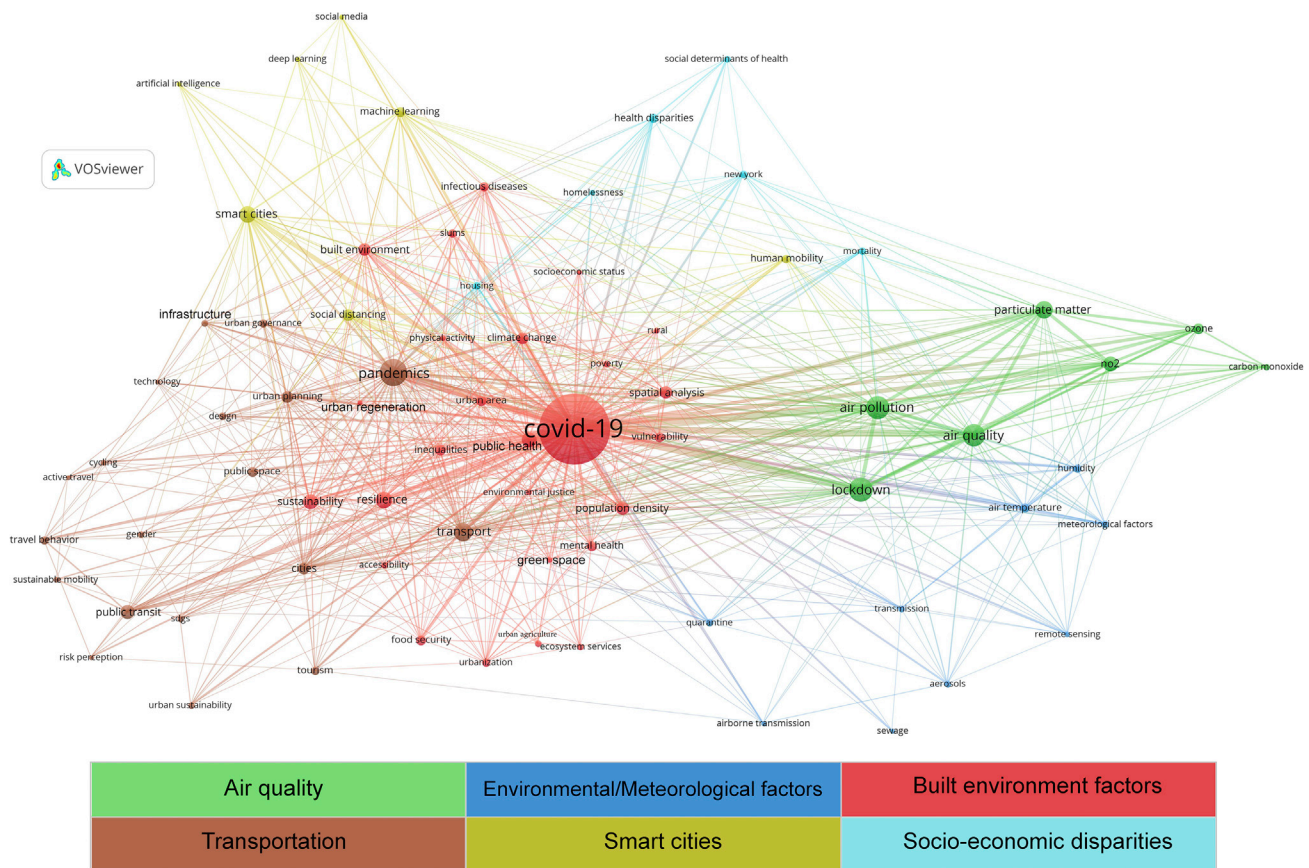 social media
deep learning
social determinants of health
artificial intelligence
machine learning
health disparities
VOSviewer
new york
infectious diseases
homelessness
smart cities
slums
built environment
mortality
human mobility
socioeconomic status
housing
particulate matter
infrastructure
social distancing
urban governance
ozone
rural
physical activity
climate change
no2
poverty
carbon monoxide
pandemics
technology
spatial analysis
urban planning
urban area
urban regeneration
air pollution
design
covid-19
air quality
vulnerability
public health
inequalities
cycling
humidity
public space
active travel
lockdown
environmental justice
sustainability
resilience
population density
air temperature
meteorological factors
transport
gender
travel behavior
mental health
green space
cities
accessibility
sustainable mobility
transmission
public transit
sdgs
quarantine
remote sensing
urban agriculture
food security
ecosystem services
risk perception
urbanization
tourism
aerosols
urban sustainability
airborne transmission
sewage
Air quality
Environmental/Meteorological factors
Built environment factors
Transportation
Smart cities
Socio-economic disparities